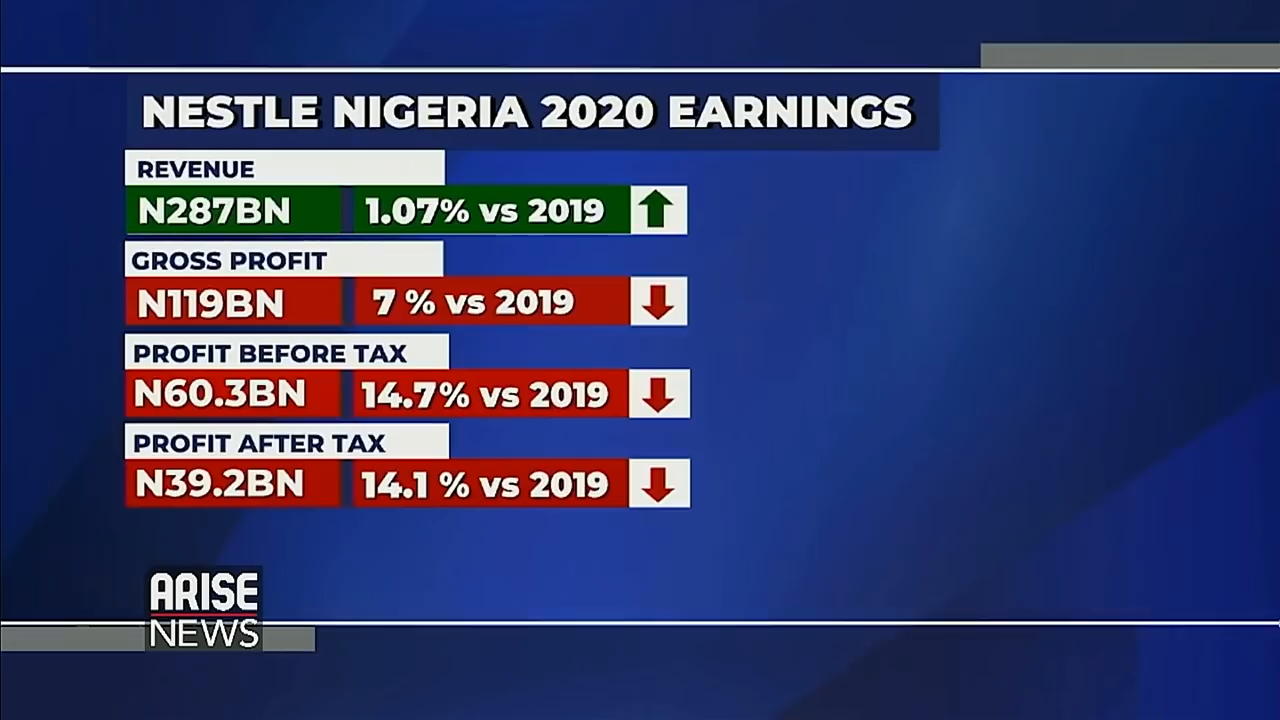 NESTLE NIGERIA 2020 EARNINGS
REVENUE
N287BN 1.07% vs 2019
GROSS PROFIT
N119BN 7 % vs 2019
PROFIT BEFORE TAX
N60.3BN 14.7% vs 2019
PROFIT AFTER TAX
N39.2BN 14.1 % vs 2019
ARISE
NEWS